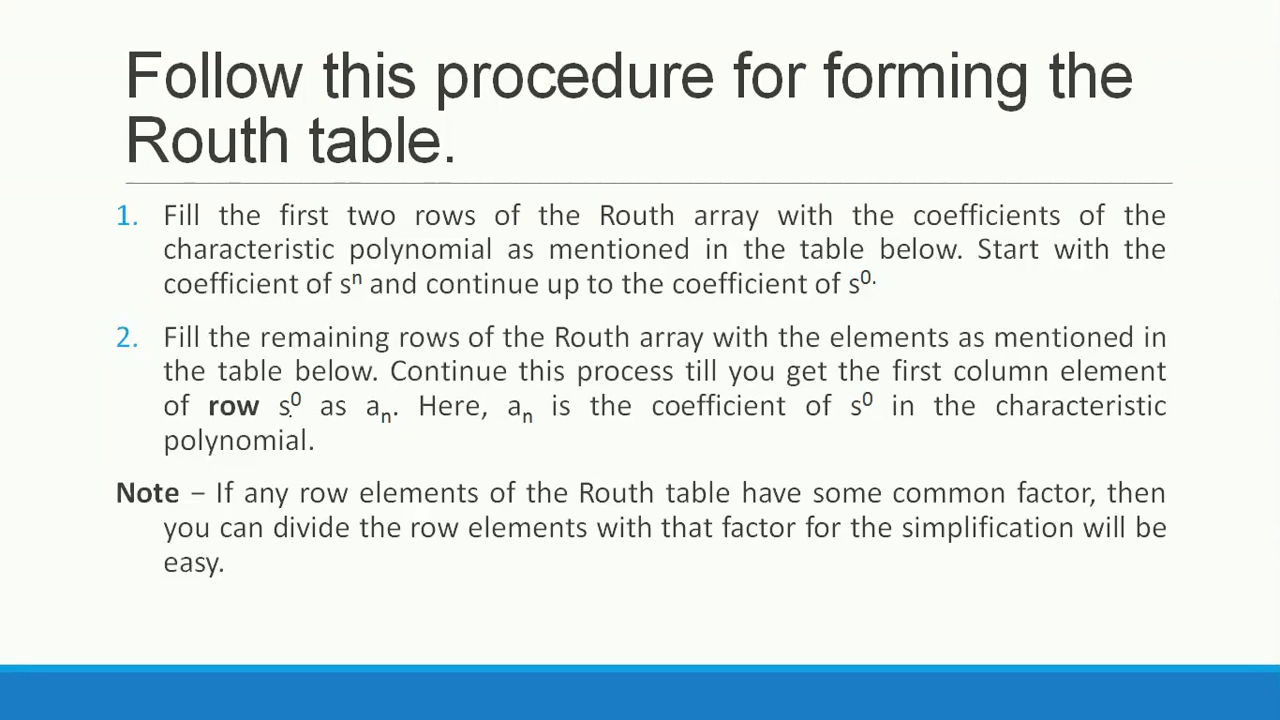 Follow this procedure for forming the
Routh table.
1. Fill the first two rows of the Routh array with the coefficients of the
characteristic polynomial as mentioned in the table below. Start with the
coefficient of sⁿ and continue up to the coefficient of s⁰·
2. Fill the remaining rows of the Routh array with the elements as mentioned in
the table below. Continue this process till you get the first column element
of row s⁰ as aₙ. Here, aₙ is the coefficient of s⁰ in the characteristic
polynomial.
Note − If any row elements of the Routh table have some common factor, then
you can divide the row elements with that factor for the simplification will be
easy.